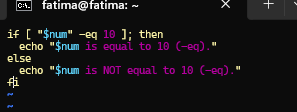 fatima@fatima: ~
if [ "$num" -eq 10 ]; then
echo "$num is equal to 10 (-eq)."
else
echo "$num is NOT equal to 10 (-eq)."
fi
~
~